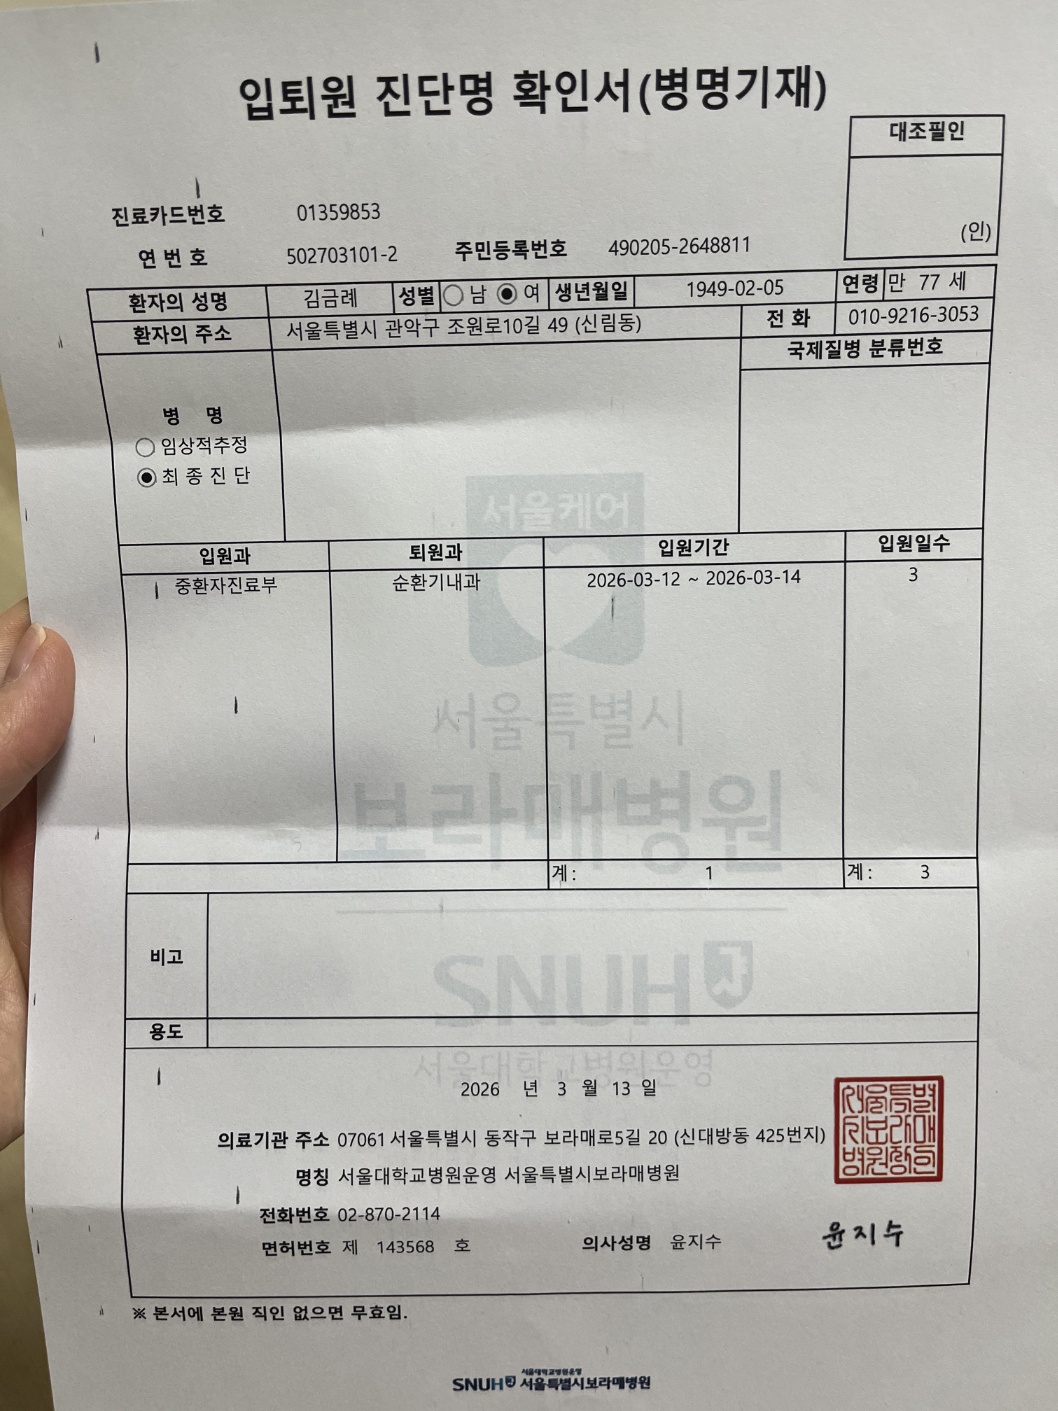 입퇴원 진단명 확인서(병명기재)
대조필인
(인)
진료카드번호 01359853
연 번 호 502703101-2 주민등록번호 490205-2648811
환자의 성명 김금례 성별 남 여 생년월일 1949-02-05 연령 만 77 세
환자의 주소 서울특별시 관악구 조원로10길 49 (신림동) 전 화 010-9216-3053
국제질병 분류번호
병 명
임상적추정
최 종 진 단
서울케어
입원과 퇴원과 입원기간 입원일수
중환자진료부 순환기내과 2026-03-12 ~ 2026-03-14 3
서울특별시
보라매병원
계: 1 계: 3
비고
SNUH
용도
서울대학교병원운영
2026 년 3 월 13 일
의료기관 주소 07061 서울특별시 동작구 보라매로5길 20 (신대방동 425번지)
명칭 서울대학교병원운영 서울특별시보라매병원
전화번호 02-870-2114
면허번호 제 143568 호 의사성명 윤지수 윤지수
※ 본서에 본원 직인 없으면 무효임.
서울대학교병원운영
SNUH 서울특별시보라매병원